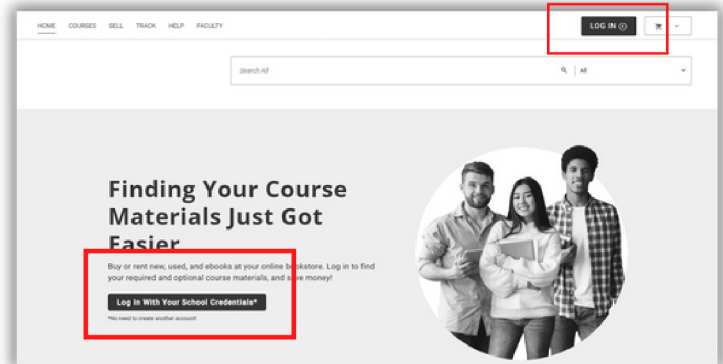 HOME COURSES SELL TRACK HELP FACULTY LOG IN
Search All All
Finding Your Course
Materials Just Got
Easier
Buy or rent new, used, and ebooks at your online bookstore. Log in to find
your required and optional course materials, and save money!
Log In With Your School Credentials*
*No need to create another account!